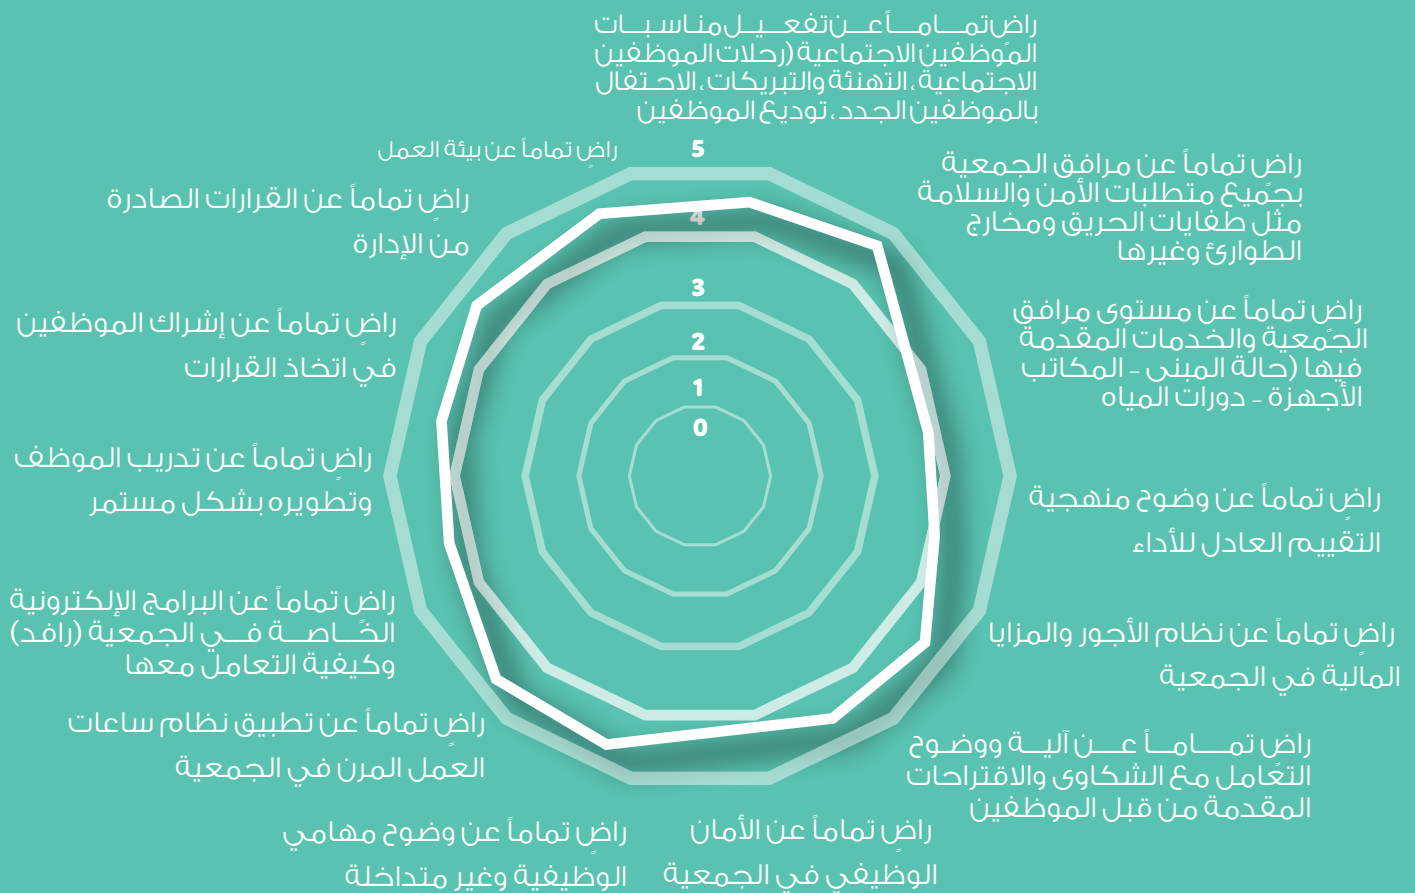 راضٍ تمـــامـــاً عـــن تفعـــيـــل مناسبـــات
الموظفين الاجتماعية (رحلات الموظفين
الاجتماعية، التهنئة والتبريكات، الاحـتفال
بالموظفين الجدد، توديع الموظفين
راضٍ تماماً عن مرافق الجمعية
بجميع متطلبات الأمن والسلامة
مثل طفايات الحريق ومخارج
الطوارئ وغيرها
راضٍ تماماً عن مستوى مرافق
الجمعية والخدمات المقدمة
فيها (حالة المبنى - المكاتب
الأجهزة - دورات المياه
راضٍ تماماً عن وضوح منهجية
التقييم العادل للأداء
راضٍ تماماً عن نظام الأجور والمزايا
المالية في الجمعية
راضٍ تمـــامـــاً عـــن آليـــة ووضـوح
التعامل مع الشكاوى والاقتراحات
المقدمة من قبل الموظفين
راضٍ تماماً عن الأمان
الوظيفي في الجمعية
راضٍ تماماً عن وضوح مهامي
الوظيفية وغير متداخلة
راضٍ تماماً عن تطبيق نظام ساعات
العمل المرن في الجمعية
راضٍ تماماً عن البرامج الإلكترونية
الخـــاصـــة فـــي الجمعية (رافد)
وكيفية التعامل معها
راضٍ تماماً عن تدريب الموظف
وتطويره بشكل مستمر
راضٍ تماماً عن إشراك الموظفين
في اتخاذ القرارات
راضٍ تماماً عن القرارات الصادرة
من الإدارة
راضٍ تماماً عن بيئة العمل
5
4
3
2
1
0